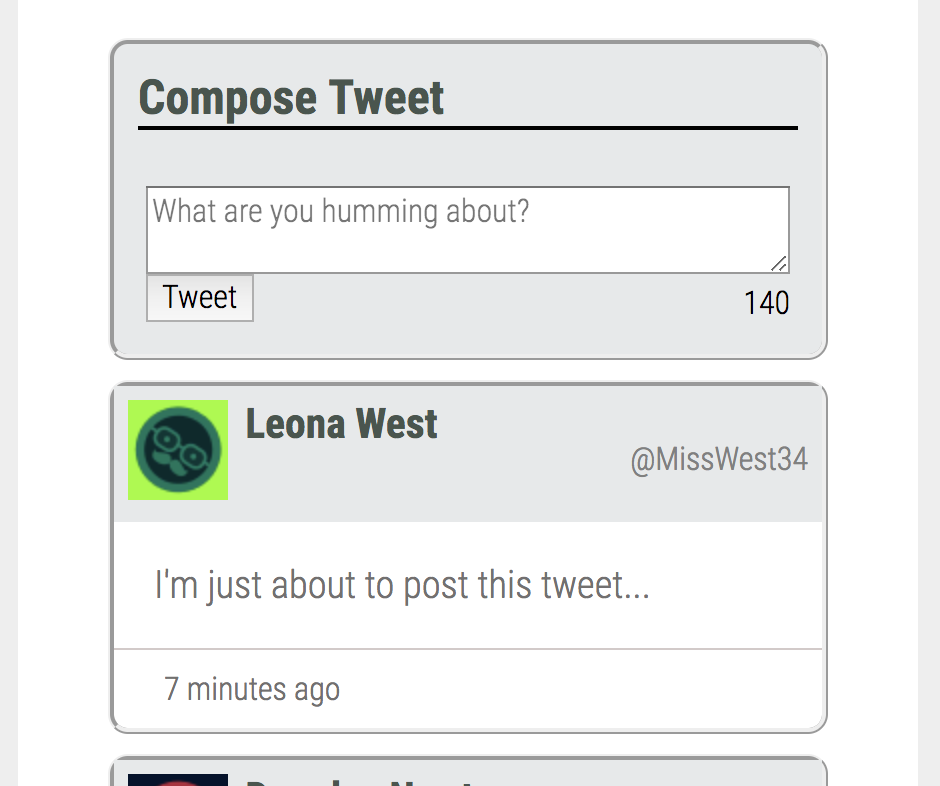 Compose Tweet
What are you humming about?
Tweet
140
Leona West
@MissWest34
I'm just about to post this tweet...
7 minutes ago